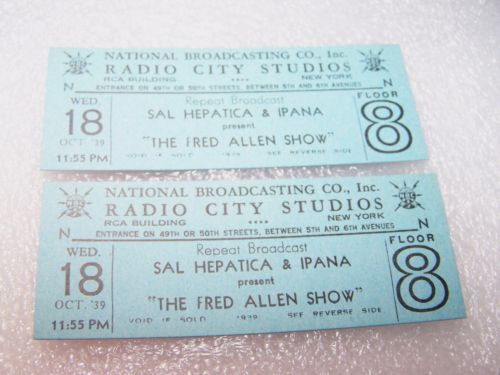 NATIONAL BROADCASTING CO., Inc.
RADIO CITY STUDIOS
RCA BUILDING **** NEW YORK
N ENTRANCE ON 49TH OR 50TH STREETS, BETWEEN 5TH AND 6TH AVENUES N
WED.
18
OCT. '39
11:55 PM
Repeat Broadcast
SAL HEPATICA & IPANA
present
"THE FRED ALLEN SHOW"
VOID IF SOLD 1939 SEE REVERSE SIDE
FLOOR
8
NATIONAL BROADCASTING CO., Inc.
RADIO CITY STUDIOS
RCA BUILDING **** NEW YORK
N ENTRANCE ON 49TH OR 50TH STREETS, BETWEEN 5TH AND 6TH AVENUES N
WED.
18
OCT. '39
11:55 PM
Repeat Broadcast
SAL HEPATICA & IPANA
present
"THE FRED ALLEN SHOW"
VOID IF SOLD 1939 SEE REVERSE SIDE
FLOOR
8